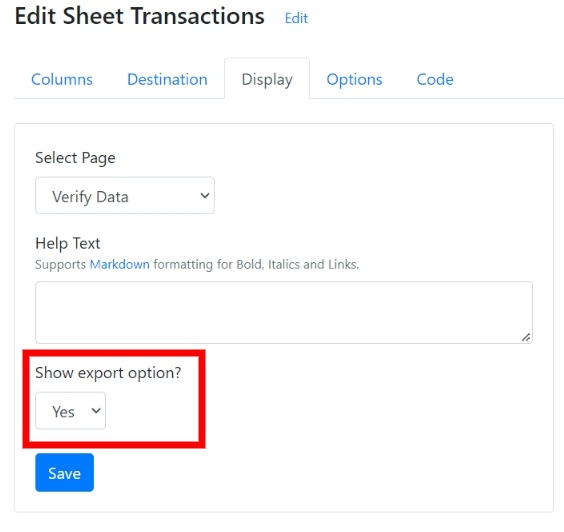 Edit Sheet Transactions Edit
Columns Destination Display Options Code
Select Page
Verify Data
Help Text
Supports Markdown formatting for Bold, Italics and Links.
Show export option?
Yes
Save